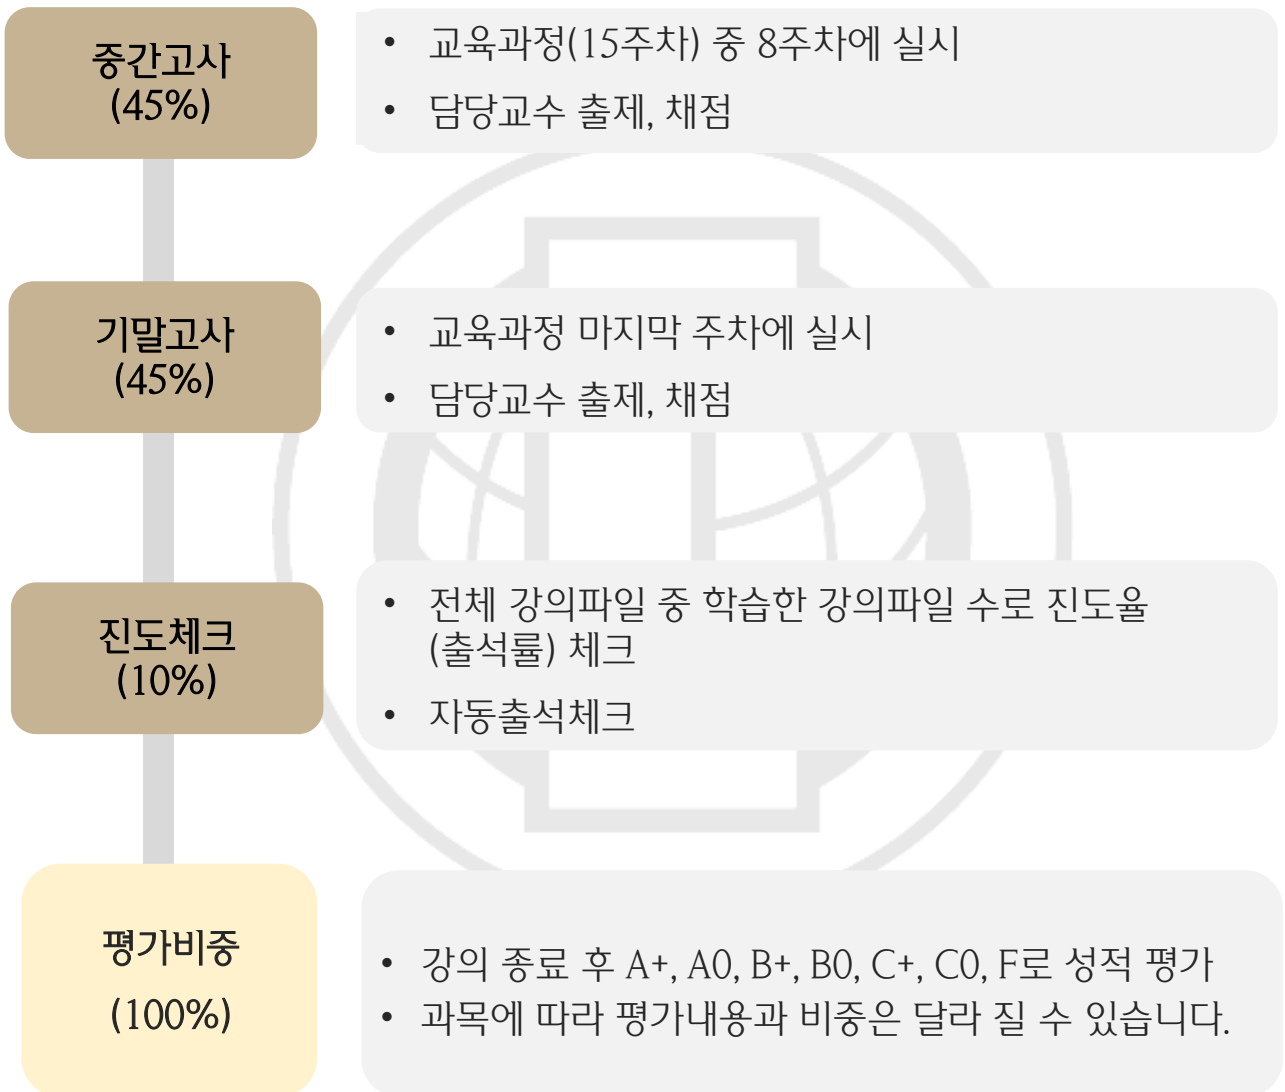 중간고사
(45%)
• 교육과정(15주차) 중 8주차에 실시
• 담당교수 출제, 채점
기말고사
(45%)
• 교육과정 마지막 주차에 실시
• 담당교수 출제, 채점
진도체크
(10%)
• 전체 강의파일 중 학습한 강의파일 수로 진도율
(출석률) 체크
• 자동출석체크
평가비중
(100%)
• 강의 종료 후 A+, A0, B+, B0, C+, C0, F로 성적 평가
• 과목에 따라 평가내용과 비중은 달라 질 수 있습니다.